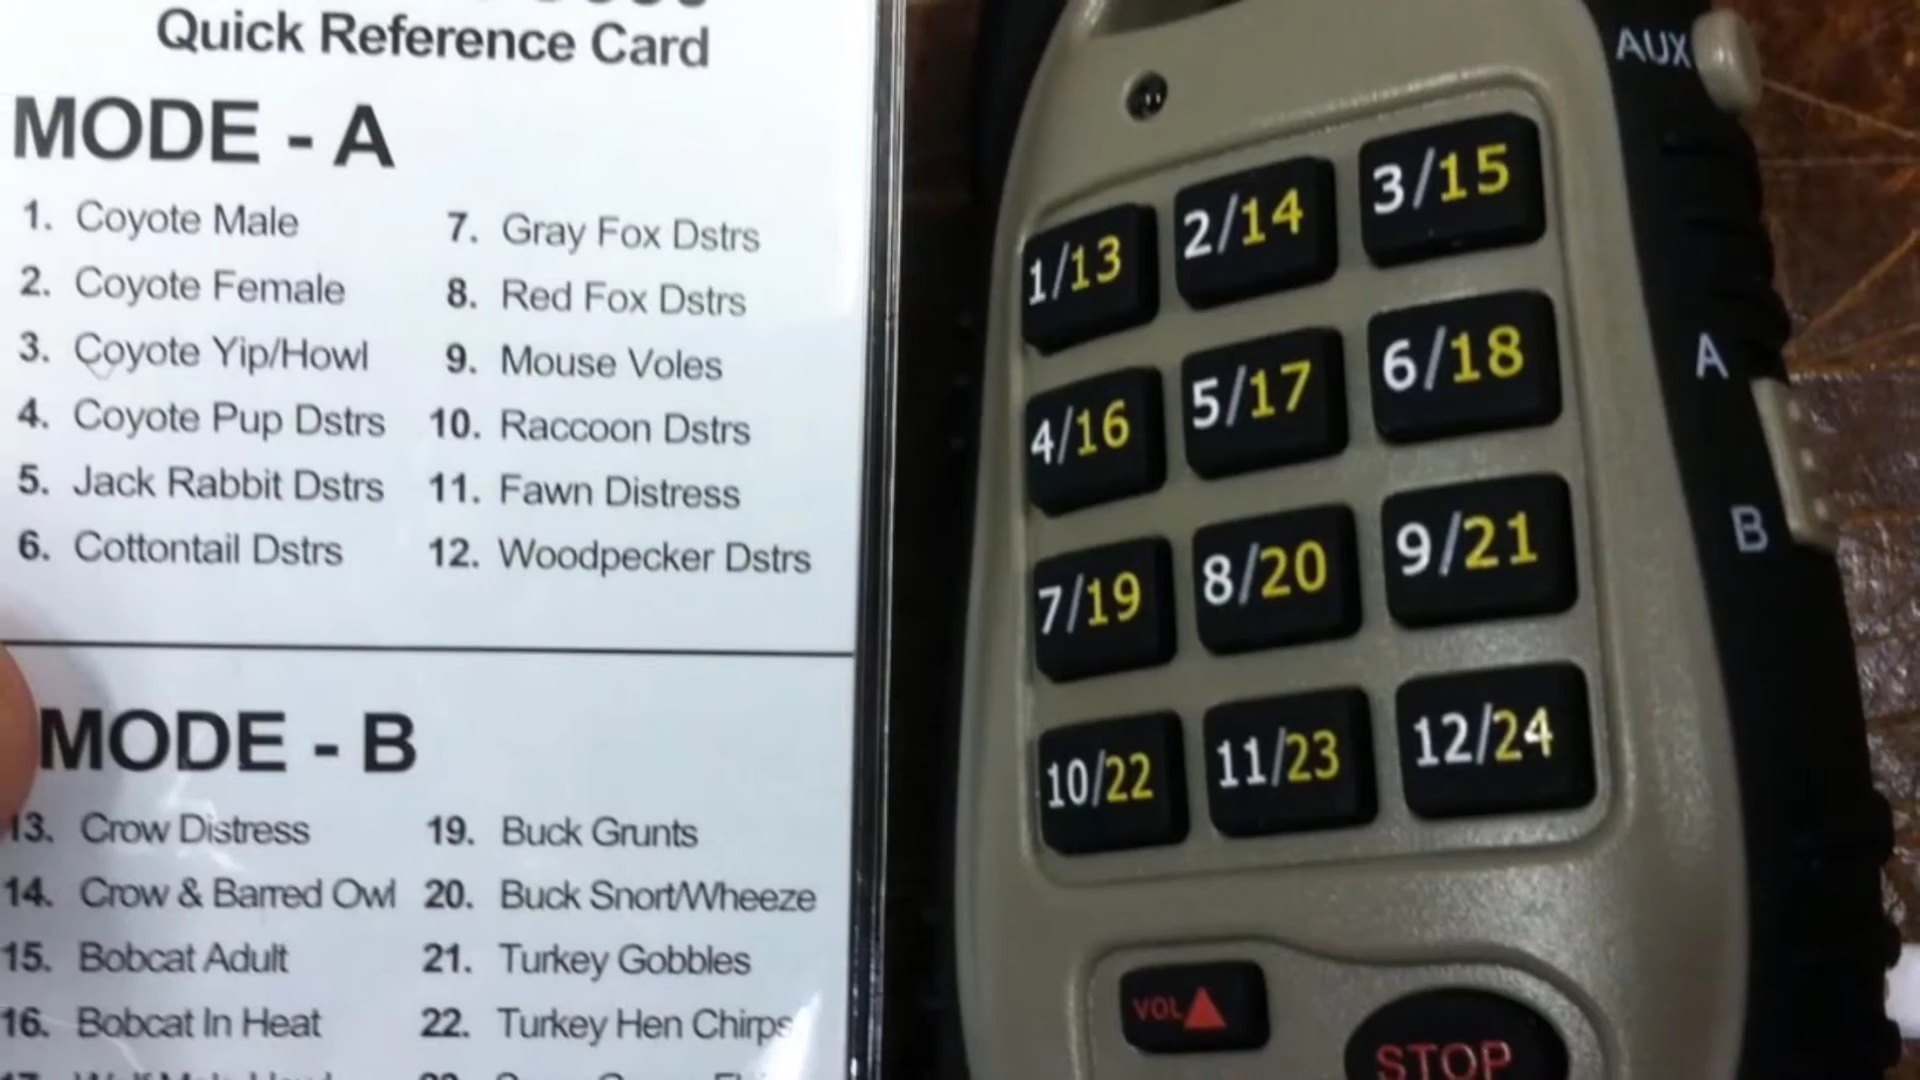 Quick Reference Card
MODE - A
1. Coyote Male
2. Coyote Female
3. Coyote Yip/Howl
4. Coyote Pup Dstrs
5. Jack Rabbit Dstrs
6. Cottontail Dstrs
7. Gray Fox Dstrs
8. Red Fox Dstrs
9. Mouse Voles
10. Raccoon Dstrs
11. Fawn Distress
12. Woodpecker Dstrs
MODE - B
13. Crow Distress
14. Crow & Barred Owl
15. Bobcat Adult
16. Bobcat In Heat
19. Buck Grunts
20. Buck Snort/Wheeze
21. Turkey Gobbles
22. Turkey Hen Chirps
AUX
1/13 2/14 3/15
4/16 5/17 6/18
7/19 8/20 9/21
10/22 11/23 12/24
A
B
VOL
STOP